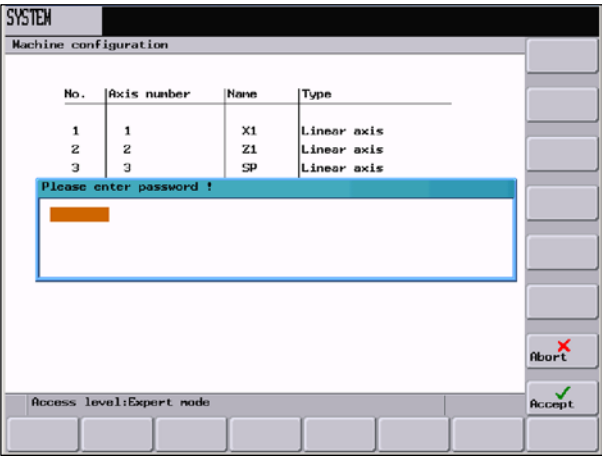 SYSTEM
Machine configuration
No. Axis number Name Type
1 1 X1 Linear axis
2 2 Z1 Linear axis
3 3 SP Linear axis
Please enter password !
Abort
Access level:Expert mode
Accept